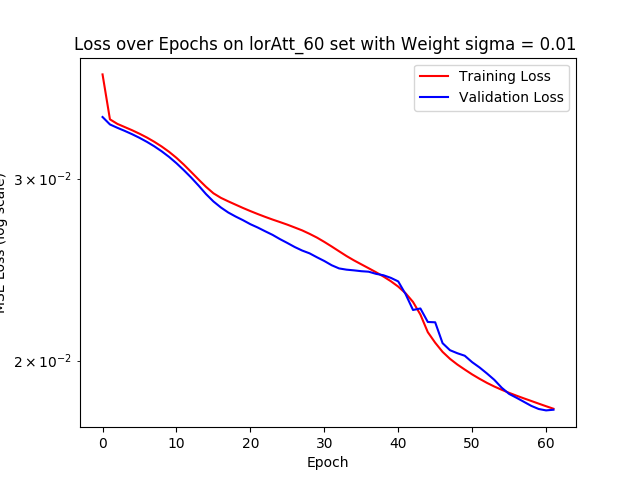 Loss over Epochs on lorAtt_60 set with Weight sigma = 0.01
Training Loss
Validation Loss
3 × 10⁻²
2 × 10⁻²
MSE Loss (log scale)
0 10 20 30 40 50 60
Epoch